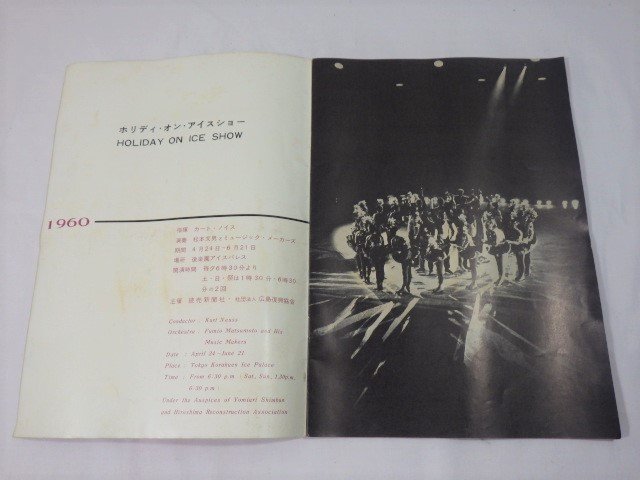 ホリディ・オン・アイスショー
HOLIDAY ON ICE SHOW
1960
指揮 カート・ノイス
演奏 松本文男とミュージック・メーカーズ
期間 4月24日-6月21日
場所 後楽園アイスパレス
開演時間 毎夕6時30分より
土・日・祭は1時30分・6時30
分の2回
主催 読売新聞社・社団法人広島復興協会
Conductor : Kurt
Orchestra : Fumio Matsumoto and His
Music Makers
Date : April 24 -June 21
Place : Tokyo Korakuen Ice Palace
Time : From 6:30 p.m. Sat, Sun, 1.30p.m,
6.30 p.m
Under the Auspices of Yomiuri Shimbun
and Hiroshima Reconstruction Association